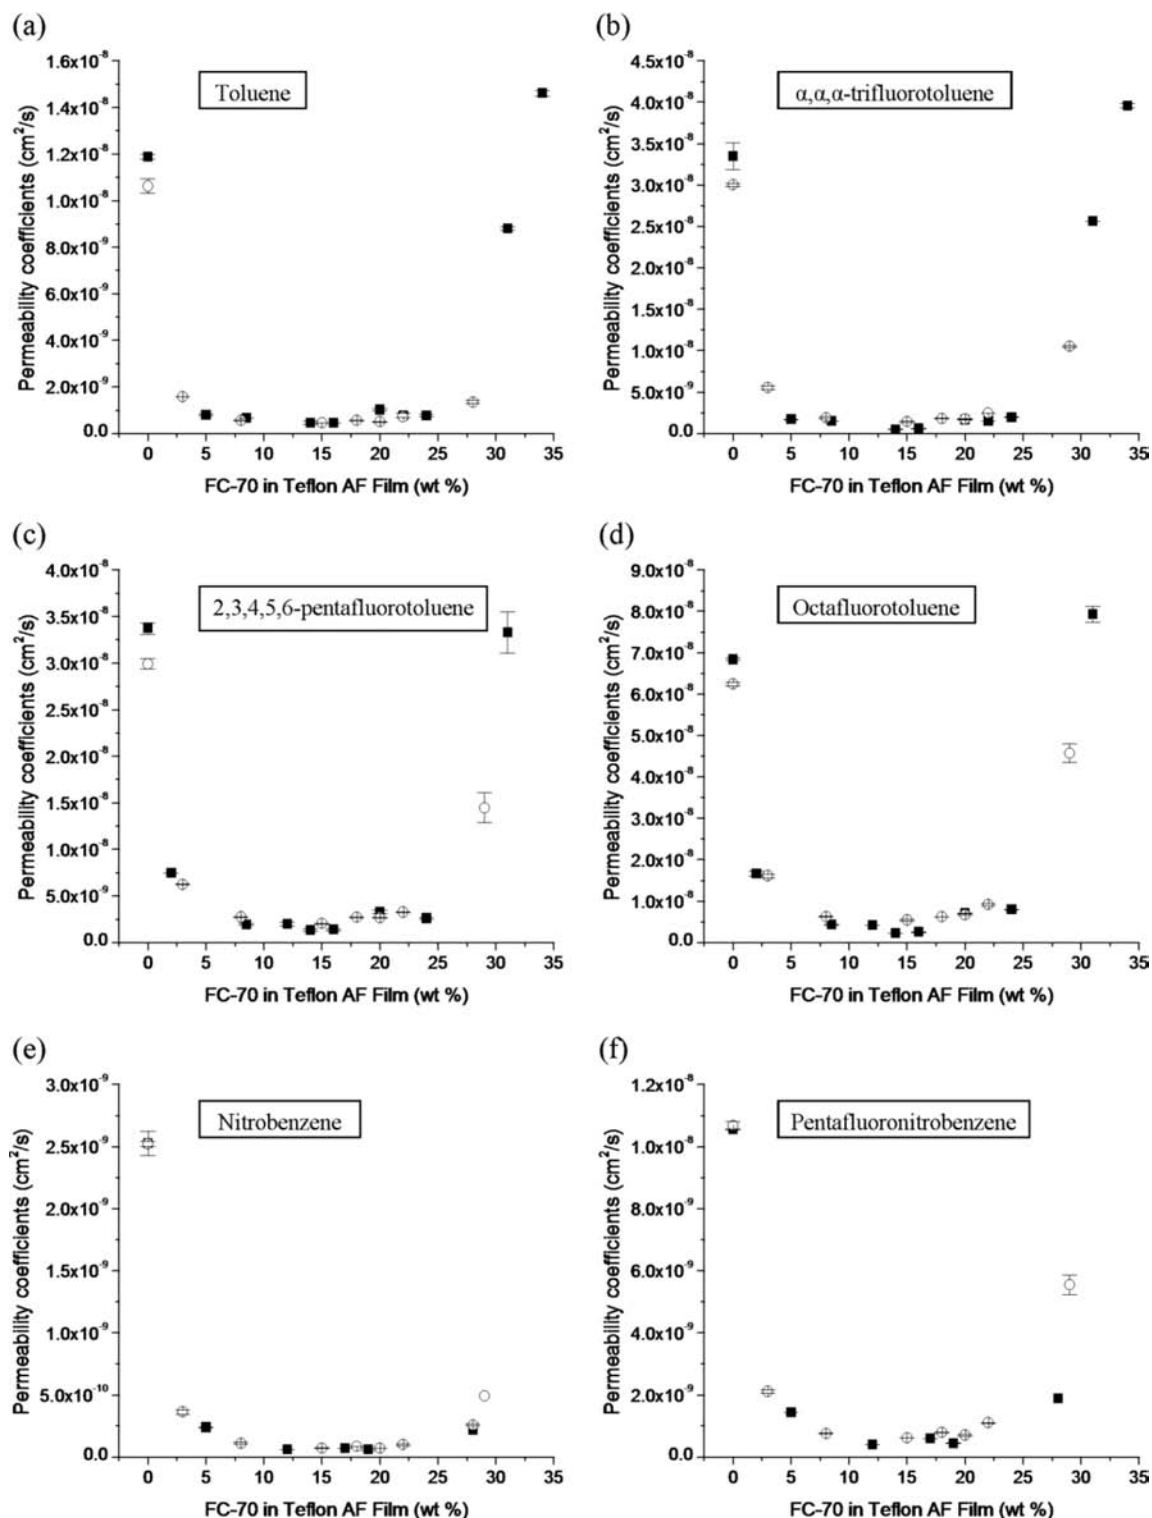 (a)
Toluene
Permeability coefficients (cm²/s)
1.6x10⁻⁸
1.4x10⁻⁸
1.2x10⁻⁸
1.0x10⁻⁸
8.0x10⁻⁹
6.0x10⁻⁹
4.0x10⁻⁹
2.0x10⁻⁹
0.0
0 5 10 15 20 25 30 35
FC-70 in Teflon AF Film (wt %)
(b)
α,α,α-trifluorotoluene
Permeability coefficients (cm²/s)
4.5x10⁻⁸
4.0x10⁻⁸
3.5x10⁻⁸
3.0x10⁻⁸
2.5x10⁻⁸
2.0x10⁻⁸
1.5x10⁻⁸
1.0x10⁻⁸
5.0x10⁻⁹
0.0
0 5 10 15 20 25 30 35
FC-70 in Teflon AF Film (wt %)
(c)
2,3,4,5,6-pentafluorotoluene
Permeability coefficients (cm²/s)
4.0x10⁻⁸
3.5x10⁻⁸
3.0x10⁻⁸
2.5x10⁻⁸
2.0x10⁻⁸
1.5x10⁻⁸
1.0x10⁻⁸
5.0x10⁻⁹
0.0
0 5 10 15 20 25 30 35
FC-70 in Teflon AF Film (wt %)
(d)
Octafluorotoluene
Permeability coefficients (cm²/s)
9.0x10⁻⁸
8.0x10⁻⁸
7.0x10⁻⁸
6.0x10⁻⁸
5.0x10⁻⁸
4.0x10⁻⁸
3.0x10⁻⁸
2.0x10⁻⁸
1.0x10⁻⁸
0.0
0 5 10 15 20 25 30 35
FC-70 in Teflon AF Film (wt %)
(e)
Nitrobenzene
Permeability coefficients (cm²/s)
3.0x10⁻⁹
2.5x10⁻⁹
2.0x10⁻⁹
1.5x10⁻⁹
1.0x10⁻⁹
5.0x10⁻¹⁰
0.0
0 5 10 15 20 25 30 35
FC-70 in Teflon AF Film (wt %)
(f)
Pentafluoronitrobenzene
Permeability coefficients (cm²/s)
1.2x10⁻⁸
1.0x10⁻⁸
8.0x10⁻⁹
6.0x10⁻⁹
4.0x10⁻⁹
2.0x10⁻⁹
0.0
0 5 10 15 20 25 30 35
FC-70 in Teflon AF Film (wt %)